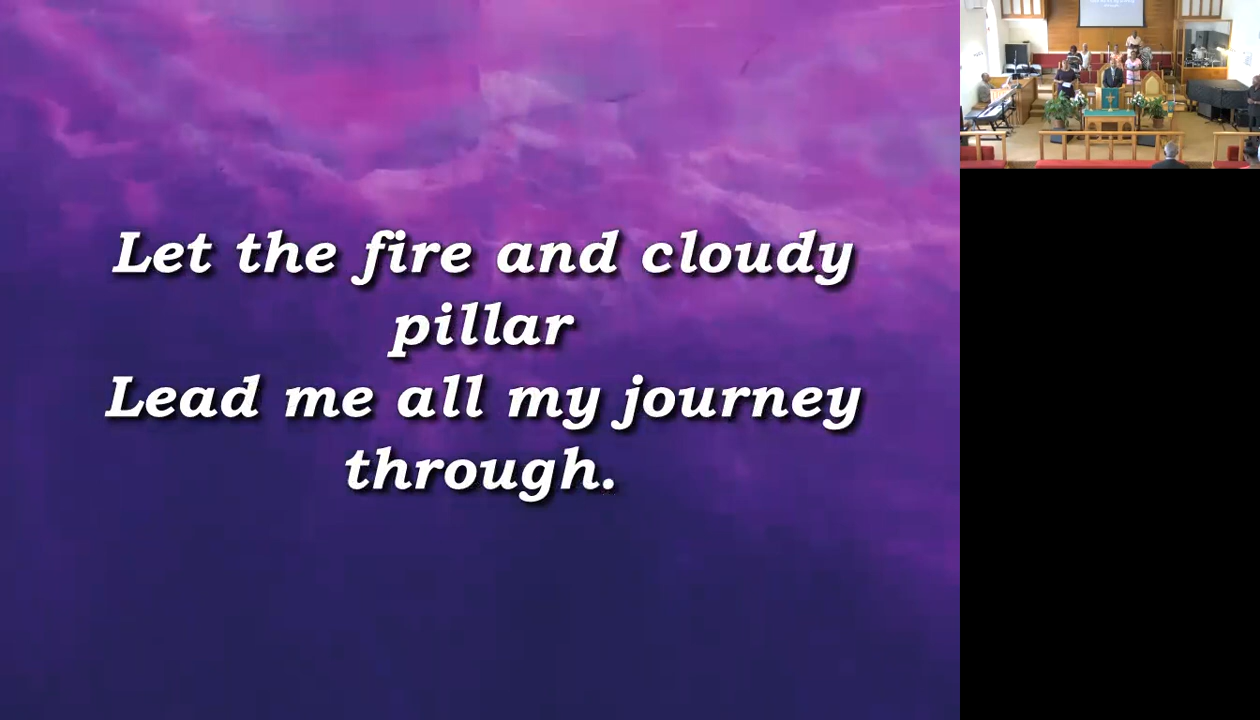 Let the fire and cloudy
pillar
Lead me all my journey
through.